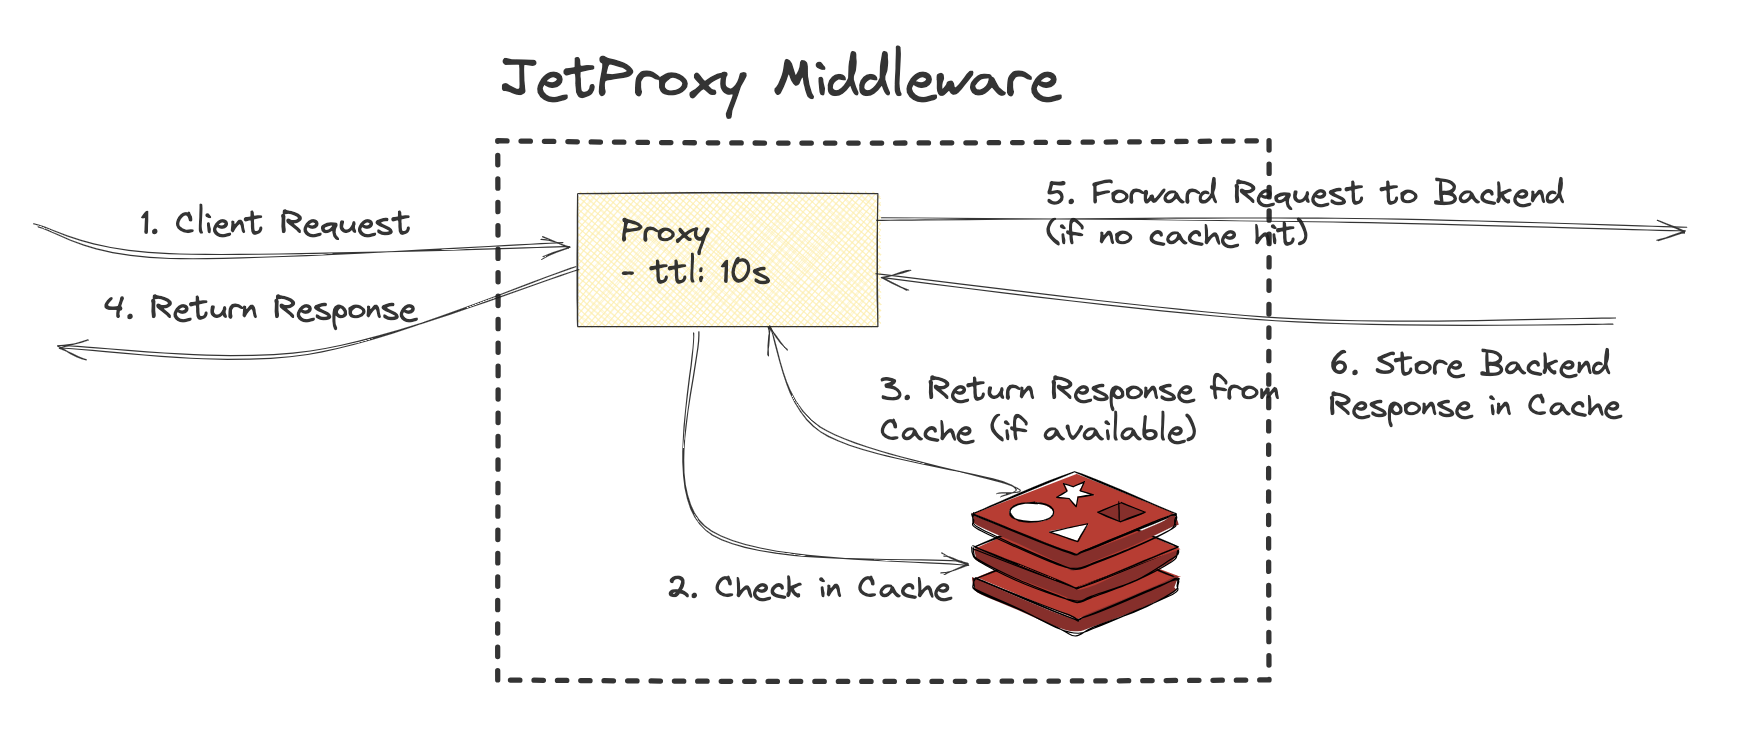 JetProxy Middleware
1. Client Request
4. Return Response
Proxy
- ttl: 10s
5. Forward Request to Backend
(if no cache hit)
3. Return Response from
Cache (if available)
6. Store Backend
Response in Cache
2. Check in Cache